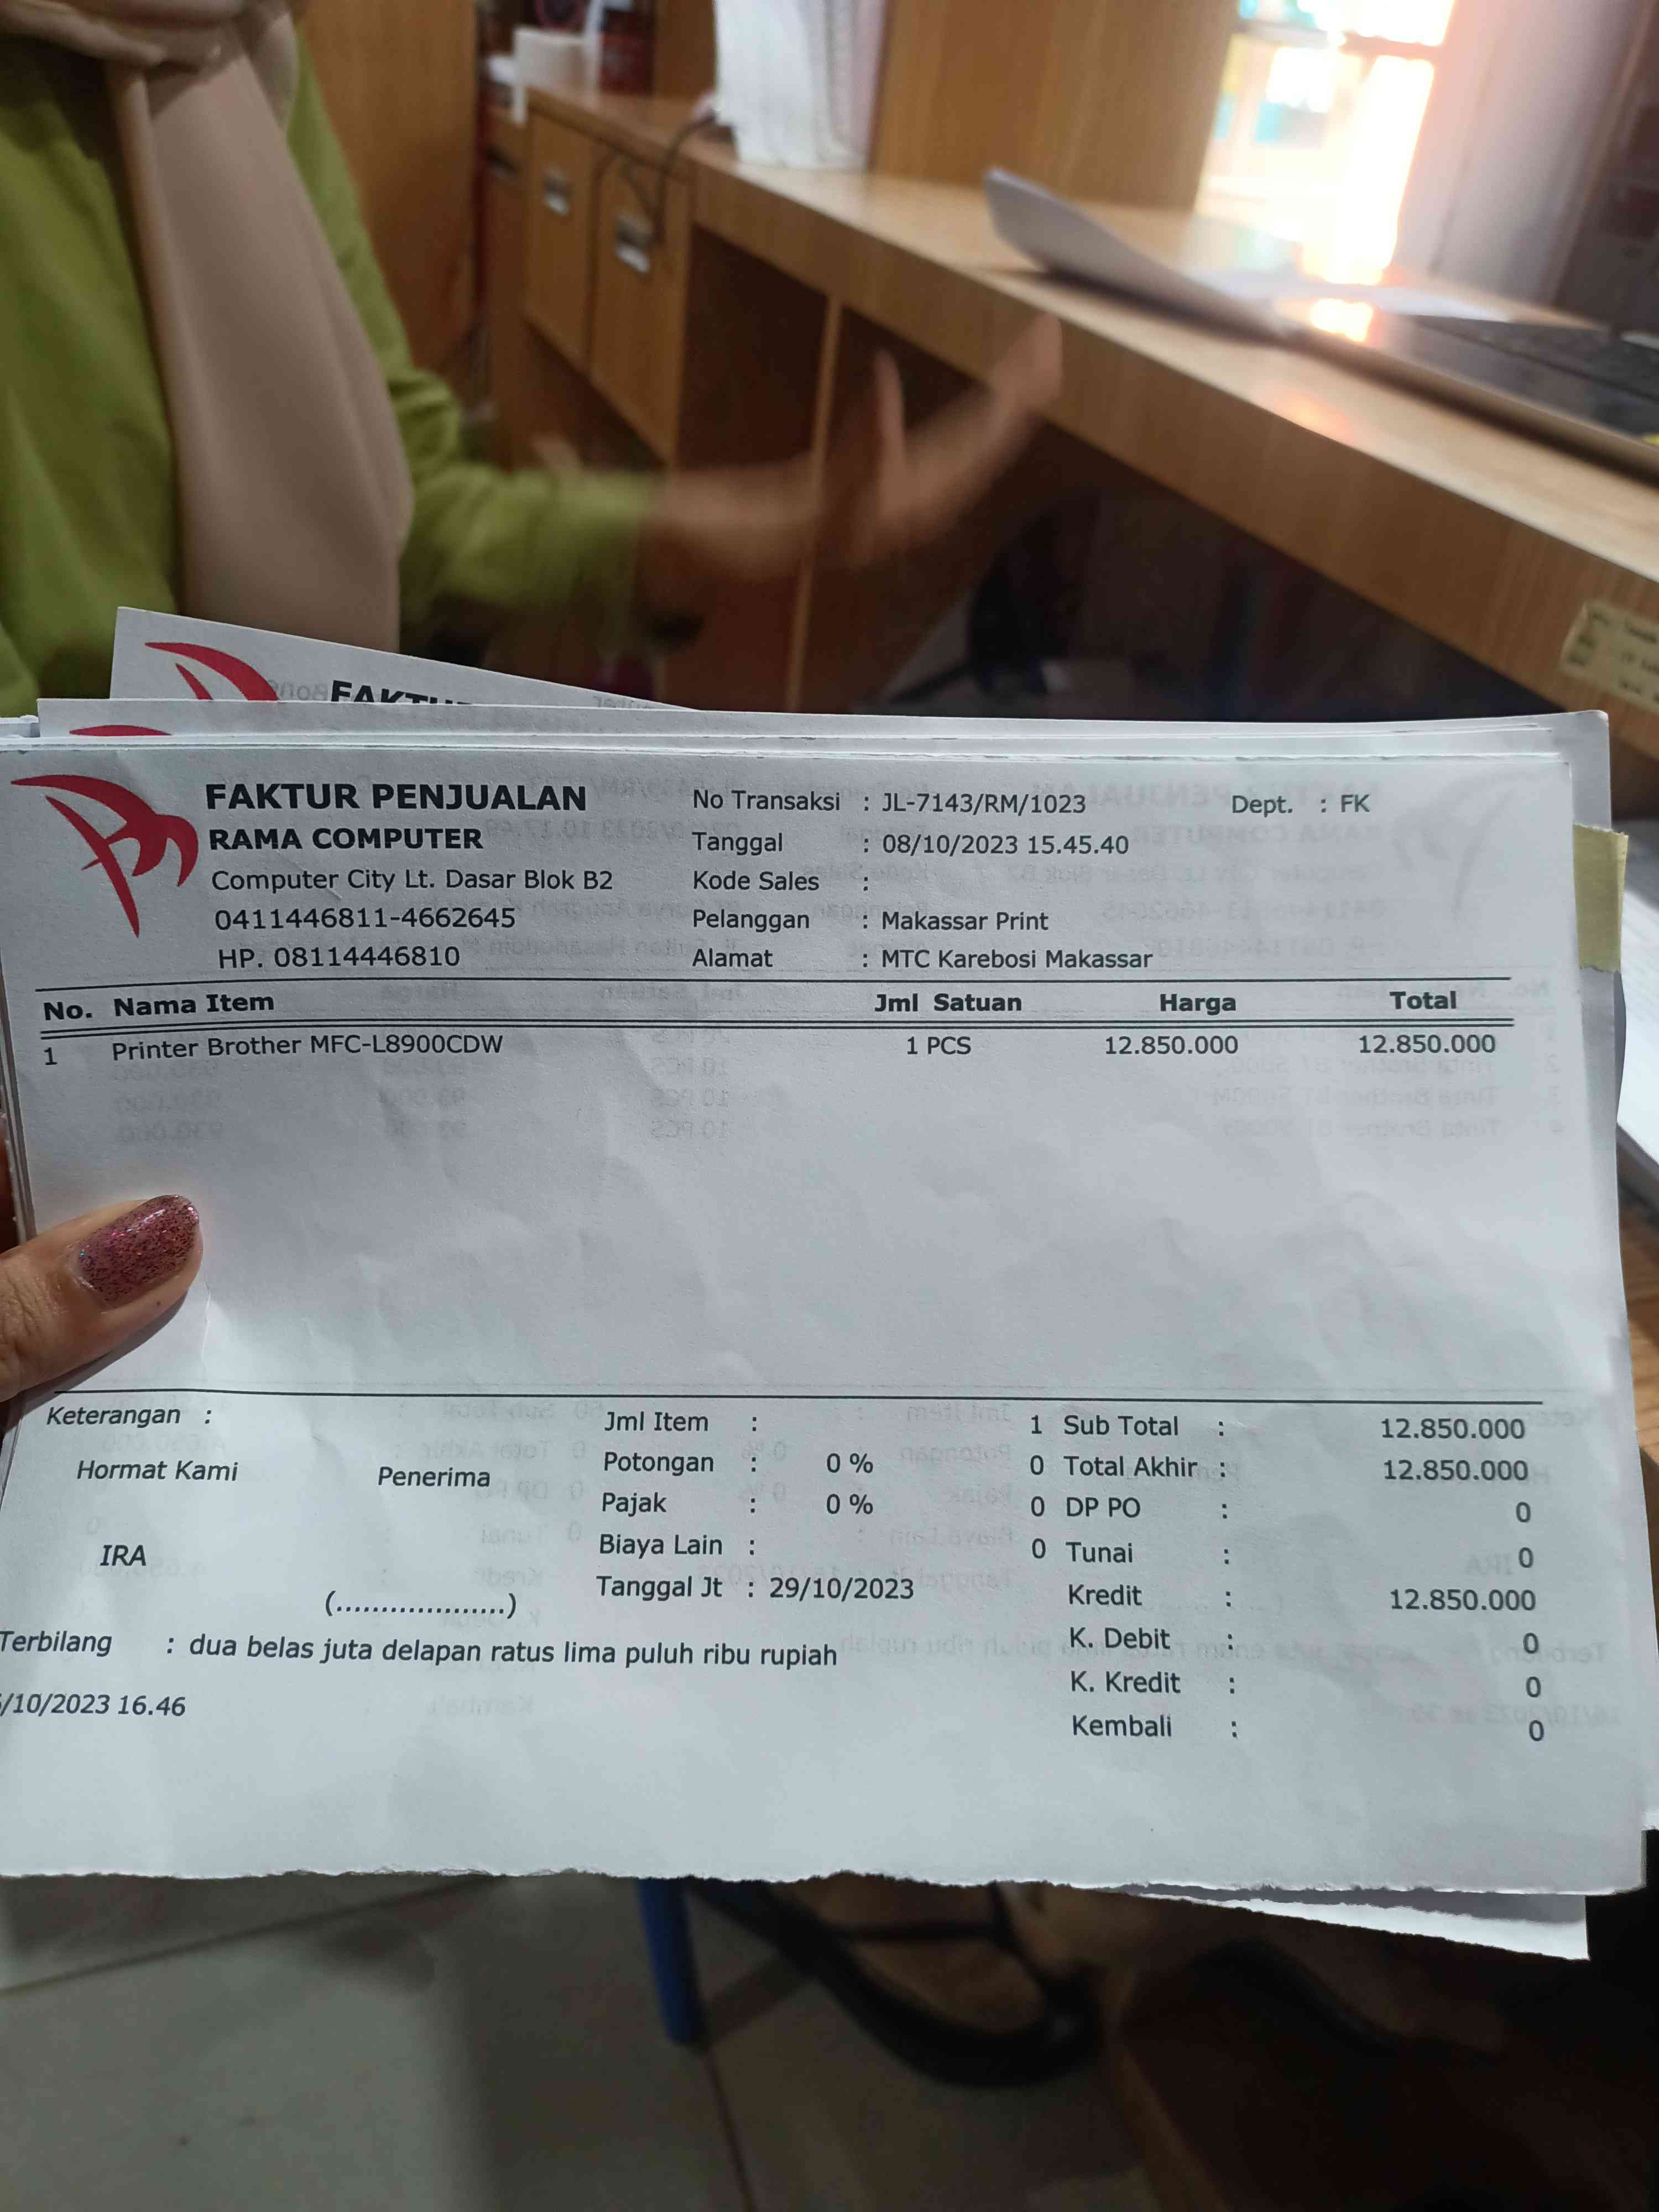 FAKTUR PENJUALAN No Transaksi : JL-7143/RM/1023 Dept. : FK
RAMA COMPUTER Tanggal : 08/10/2023 15.45.40
Computer City Lt. Dasar Blok B2 Kode Sales :
0411446811-4662645 Pelanggan : Makassar Print
HP. 08114446810 Alamat : MTC Karebosi Makassar
No. Nama Item Jml Satuan Harga Total
1 Printer Brother MFC-L8900CDW 1 PCS 12.850.000 12.850.000
Keterangan : Jml Item : 1 Sub Total : 12.850.000
Hormat Kami Penerima Potongan : 0 % 0 Total Akhir : 12.850.000
Pajak : 0 % 0 DP PO : 0
IRA Biaya Lain : 0 Tunai : 0
(...................) Tanggal Jt : 29/10/2023 Kredit : 12.850.000
Terbilang : dua belas juta delapan ratus lima puluh ribu rupiah K. Debit : 0
/10/2023 16.46 K. Kredit : 0
Kembali : 0